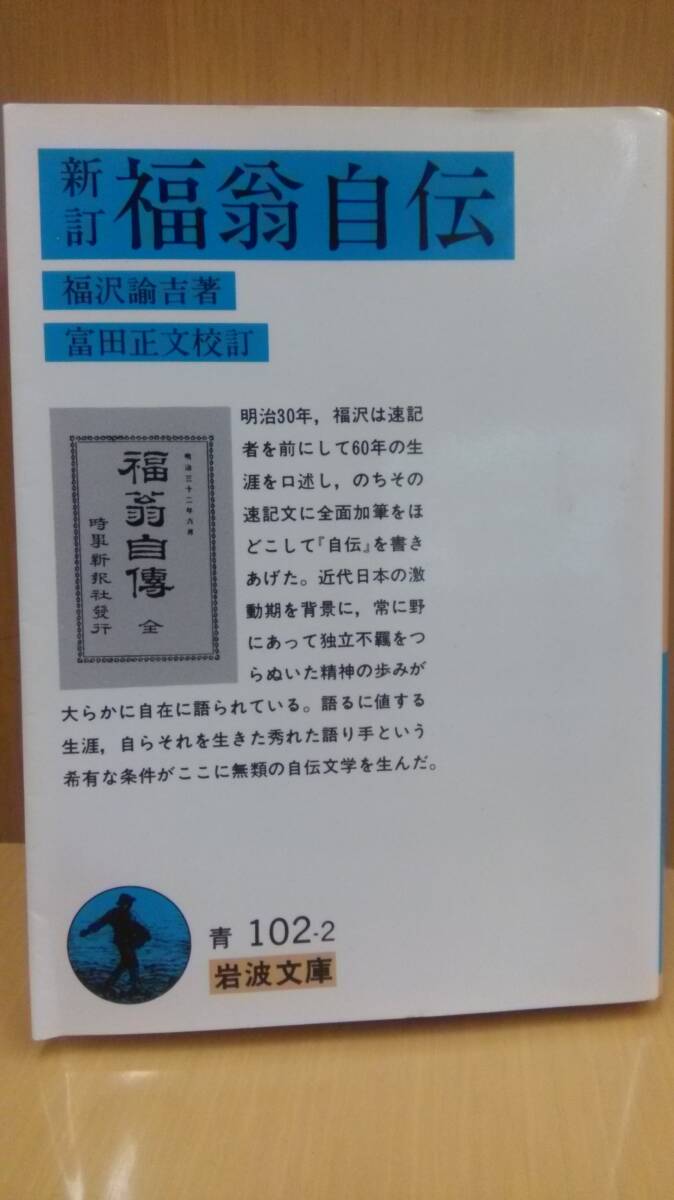 新訂 福翁自伝
福沢諭吉著
富田正文校訂
明治三十二年六月
福翁自傳 全
時事新報社發行
明治30年，福沢は速記
者を前にして60年の生
涯を口述し，のちその
速記文に全面加筆をほ
どこして『自伝』を書き
あげた。近代日本の激
動期を背景に，常に野
にあって独立不羈をつ
らぬいた精神の歩みが
大らかに自在に語られている。語るに値する
生涯，自らそれを生きた秀れた語り手という
希有な条件がここに無類の自伝文学を生んだ。
青 102-2
岩波文庫